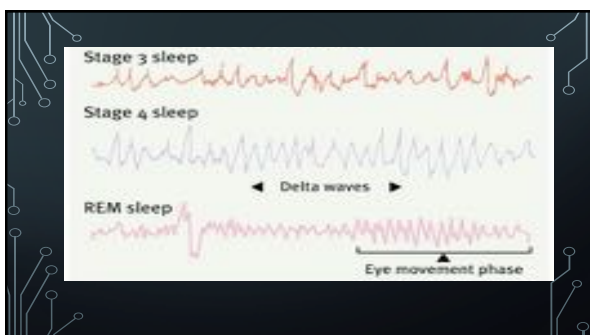 Stage 3 sleep
Stage 4 sleep
Delta waves
REM sleep
Eye movement phase